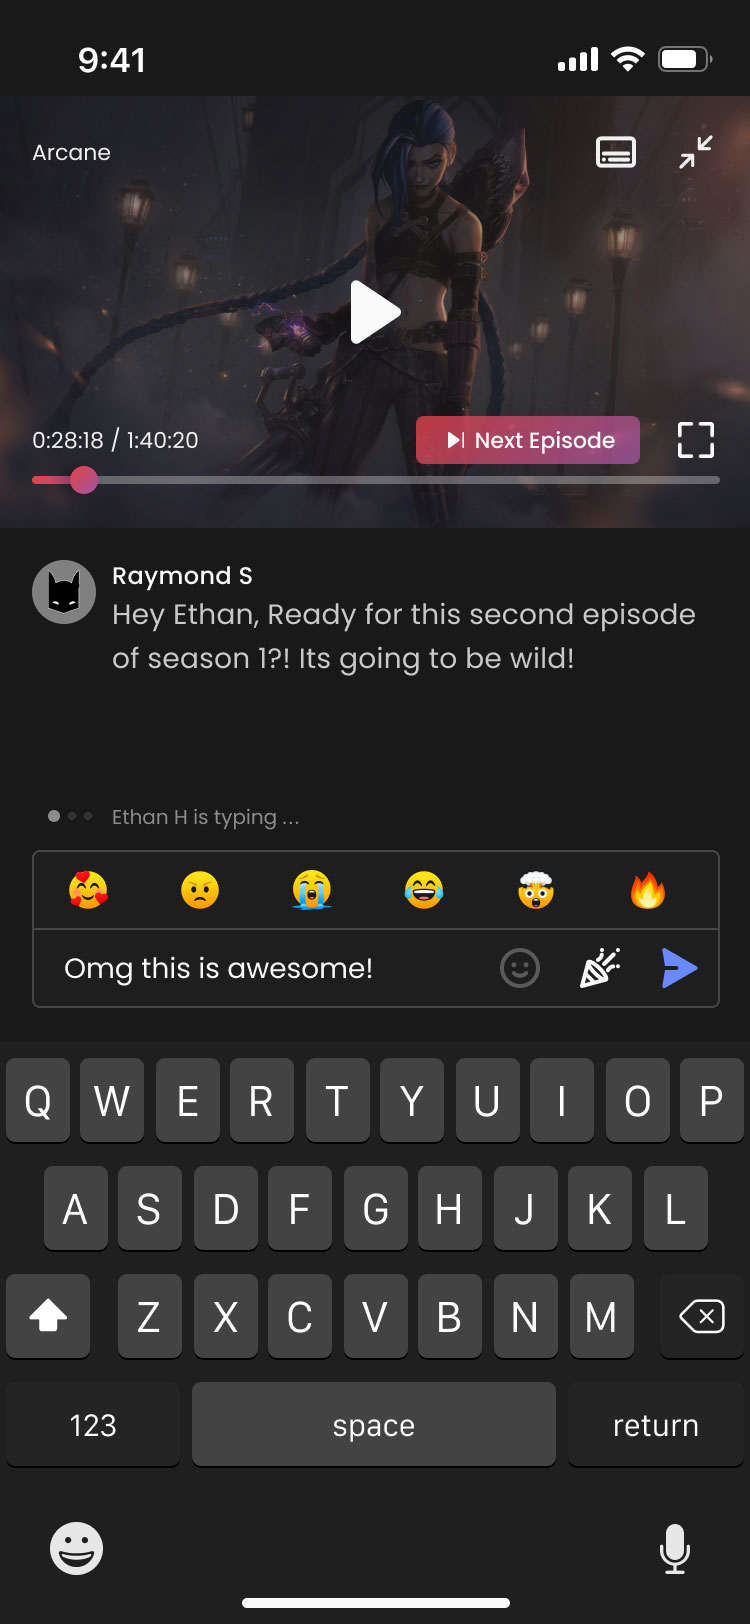 9:41
Arcane
0:28:18 / 1:40:20
Next Episode
Raymond S
Hey Ethan, Ready for this second episode
of season 1?! Its going to be wild!
Ethan H is typing ...
Omg this is awesome!
Q W E R T Y U I O P
A S D F G H J K L
Z X C V B N M
123 space return